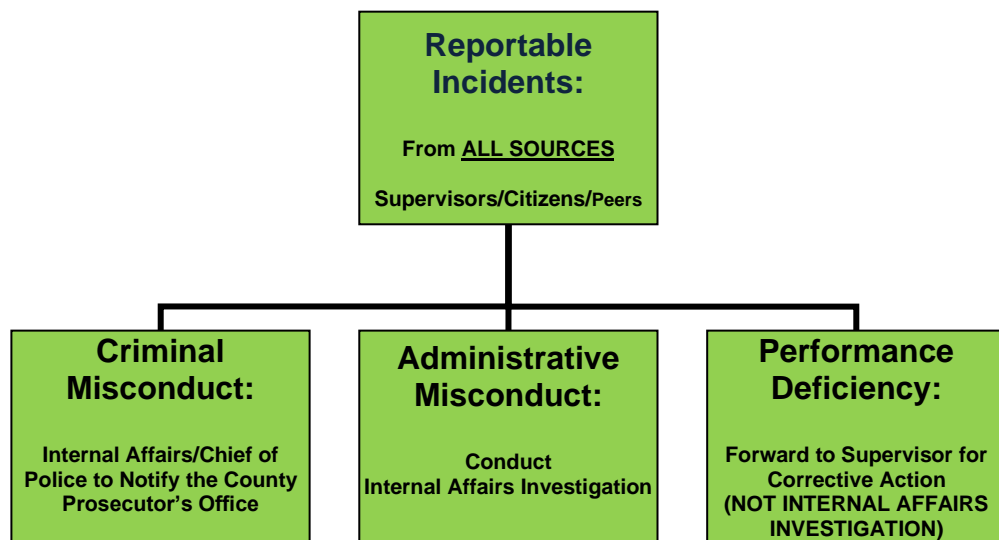 Reportable
Incidents:
From ALL SOURCES
Supervisors/Citizens/Peers
Criminal
Misconduct:
Internal Affairs/Chief of
Police to Notify the County
Prosecutor's Office
Administrative
Misconduct:
Conduct
Internal Affairs Investigation
Performance
Deficiency:
Forward to Supervisor for
Corrective Action
(NOT INTERNAL AFFAIRS
INVESTIGATION)